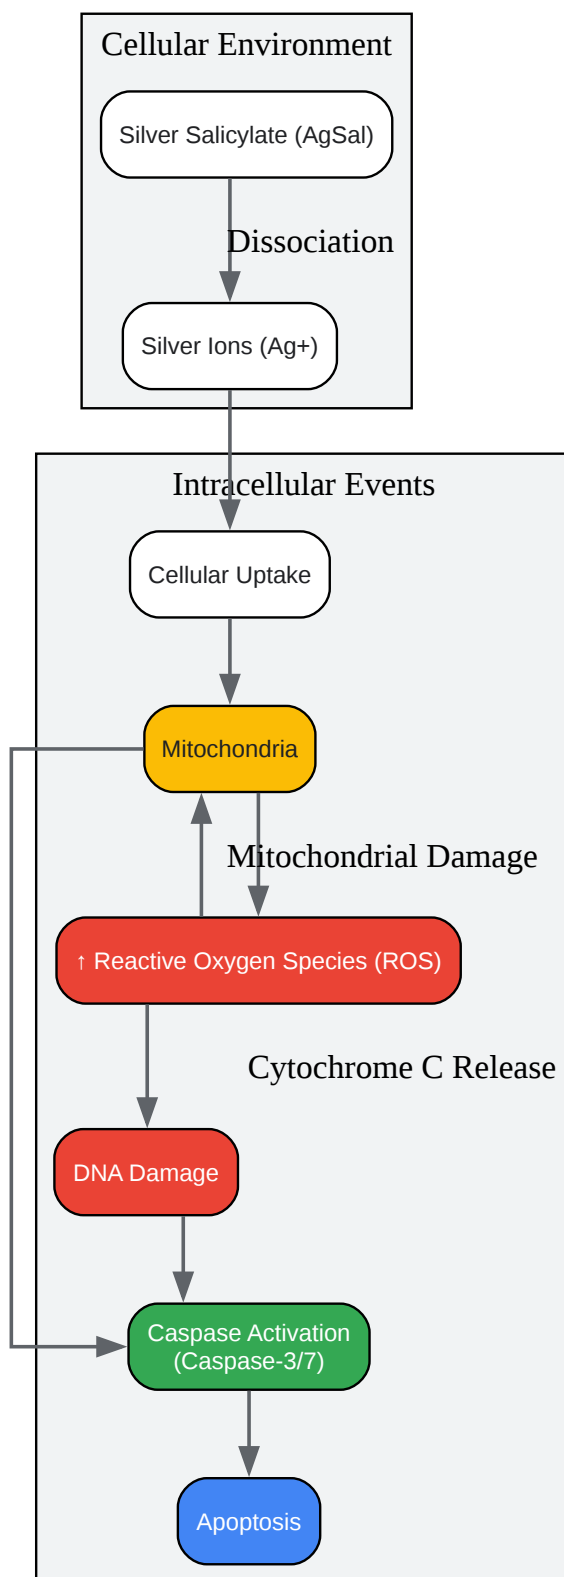 Cellular Environment
Silver Salicylate (AgSal)
Dissociation
Silver Ions (Ag+)
Intracellular Events
Cellular Uptake
Mitochondria
Mitochondrial Damage
↑ Reactive Oxygen Species (ROS)
Cytochrome C Release
DNA Damage
Caspase Activation
(Caspase-3/7)
Apoptosis